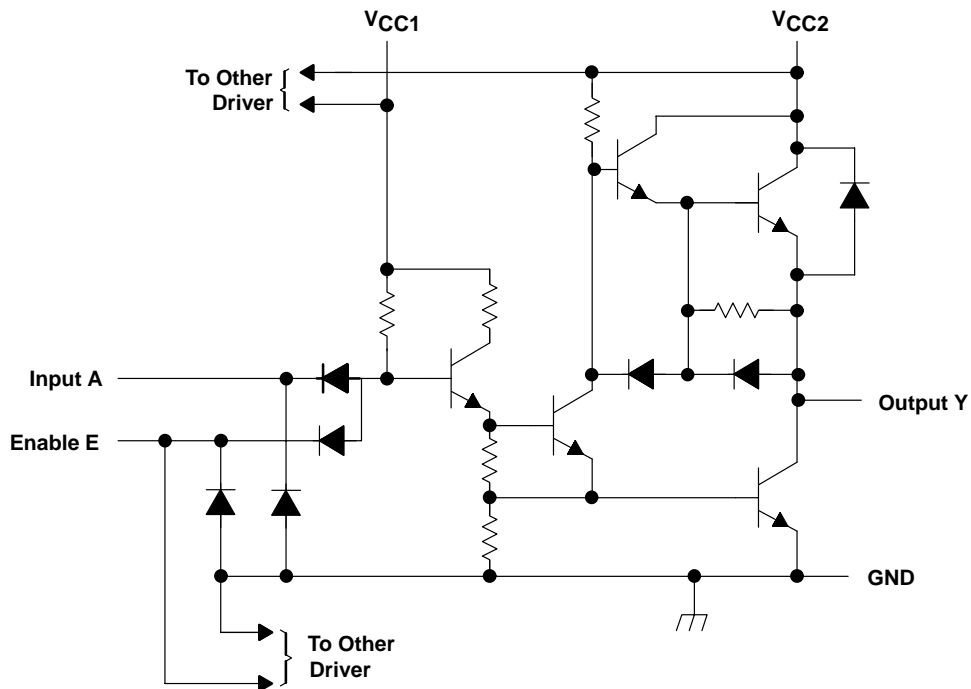 VCC1
VCC2
To Other
Driver
Input A
Enable E
Output Y
GND
To Other
Driver